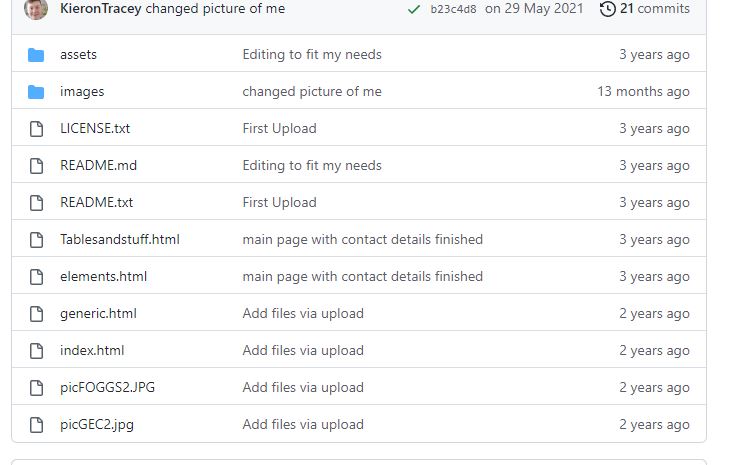 KieronTracey changed picture of me b23c4d8 on 29 May 2021 21 commits
assets Editing to fit my needs 3 years ago
images changed picture of me 13 months ago
LICENSE.txt First Upload 3 years ago
README.md Editing to fit my needs 3 years ago
README.txt First Upload 3 years ago
Tablesandstuff.html main page with contact details finished 3 years ago
elements.html main page with contact details finished 3 years ago
generic.html Add files via upload 2 years ago
index.html Add files via upload 2 years ago
picFOGGS2.JPG Add files via upload 2 years ago
picGEC2.jpg Add files via upload 2 years ago